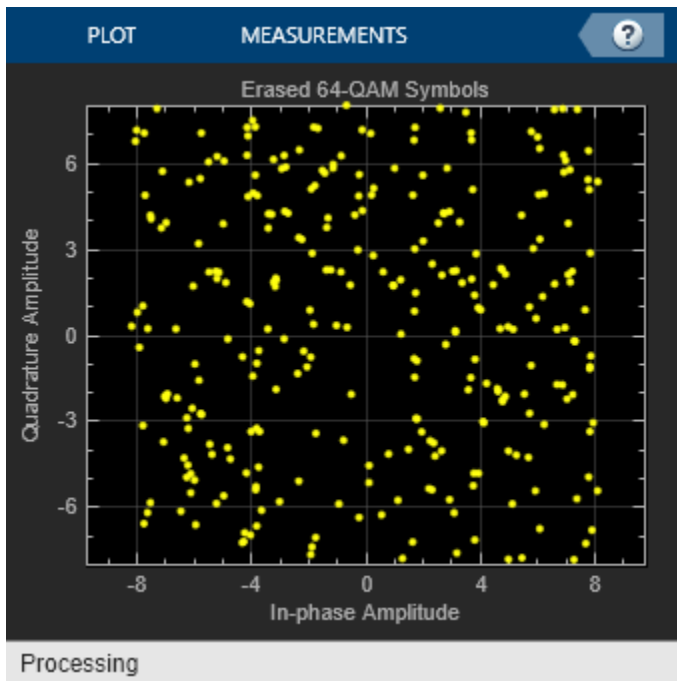 PLOT MEASUREMENTS ?
Erased 64-QAM Symbols
Quadrature Amplitude
6
3
0
-3
-6
-8 -4 0 4 8
In-phase Amplitude
Processing